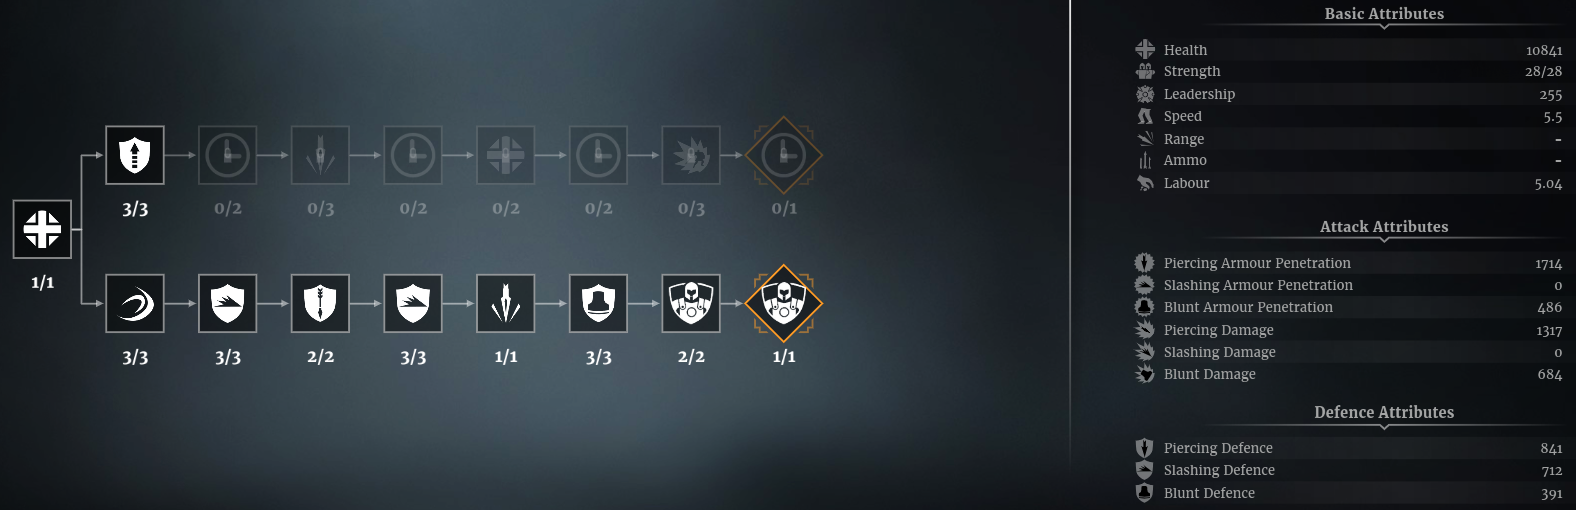 3/3 0/2 0/3 0/2 0/2 0/2 0/3 0/1
1/1
3/3 3/3 2/2 3/3 1/1 3/3 2/2 1/1
Basic Attributes
Health 10841
Strength 28/28
Leadership 255
Speed 5.5
Range -
Ammo -
Labour 5.04
Attack Attributes
Piercing Armour Penetration 1714
Slashing Armour Penetration 0
Blunt Armour Penetration 486
Piercing Damage 1317
Slashing Damage 0
Blunt Damage 684
Defence Attributes
Piercing Defence 841
Slashing Defence 712
Blunt Defence 391